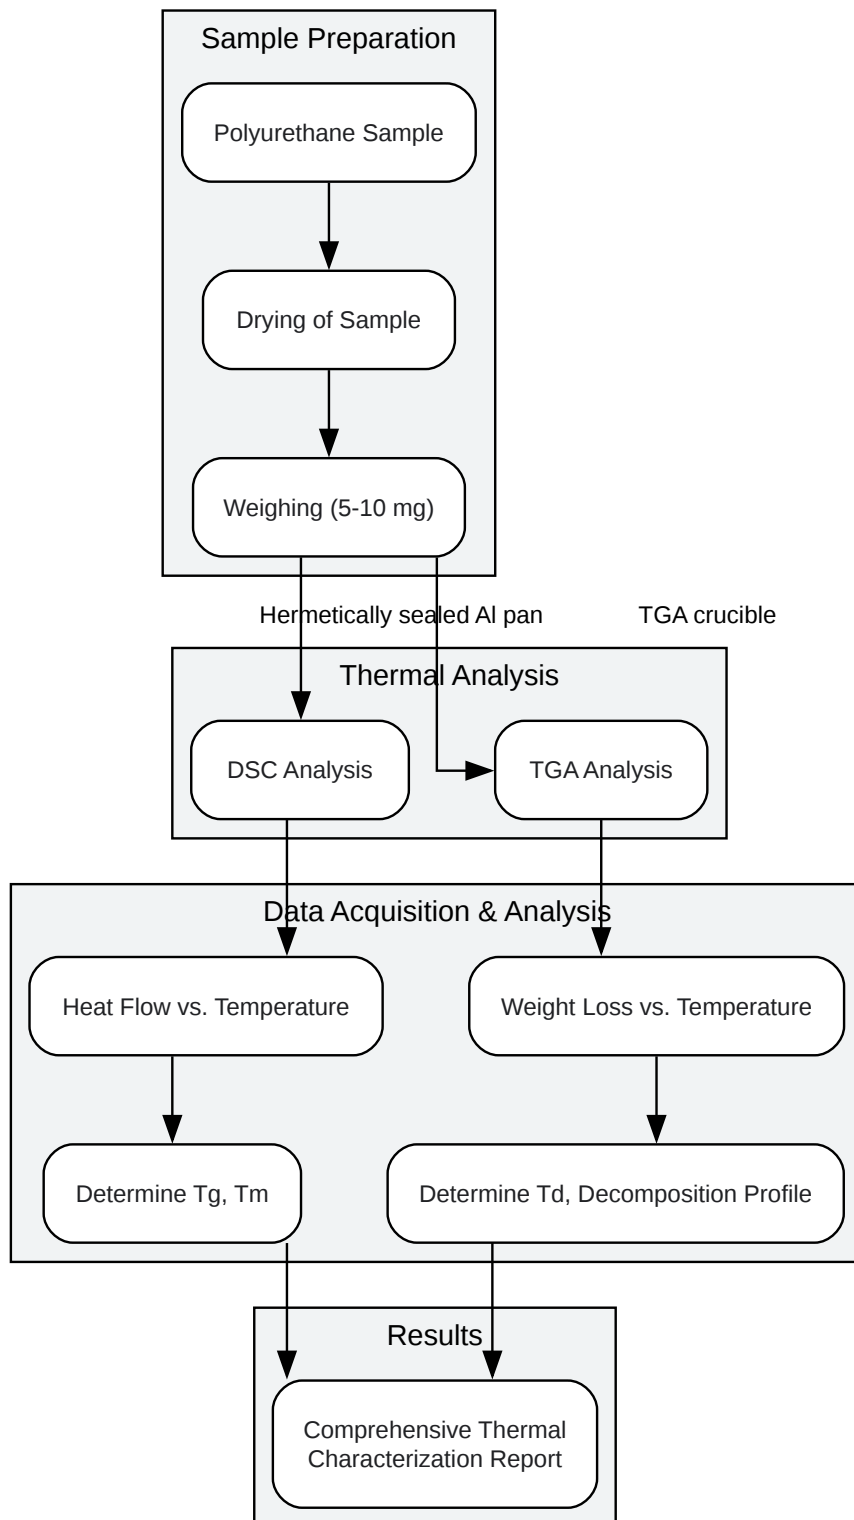 Sample Preparation
Polyurethane Sample
Drying of Sample
Weighing (5-10 mg)
Hermetically sealed Al pan
TGA crucible
Thermal Analysis
DSC Analysis
TGA Analysis
Data Acquisition & Analysis
Heat Flow vs. Temperature
Weight Loss vs. Temperature
Determine Tg, Tm
Determine Td, Decomposition Profile
Results
Comprehensive Thermal
Characterization Report